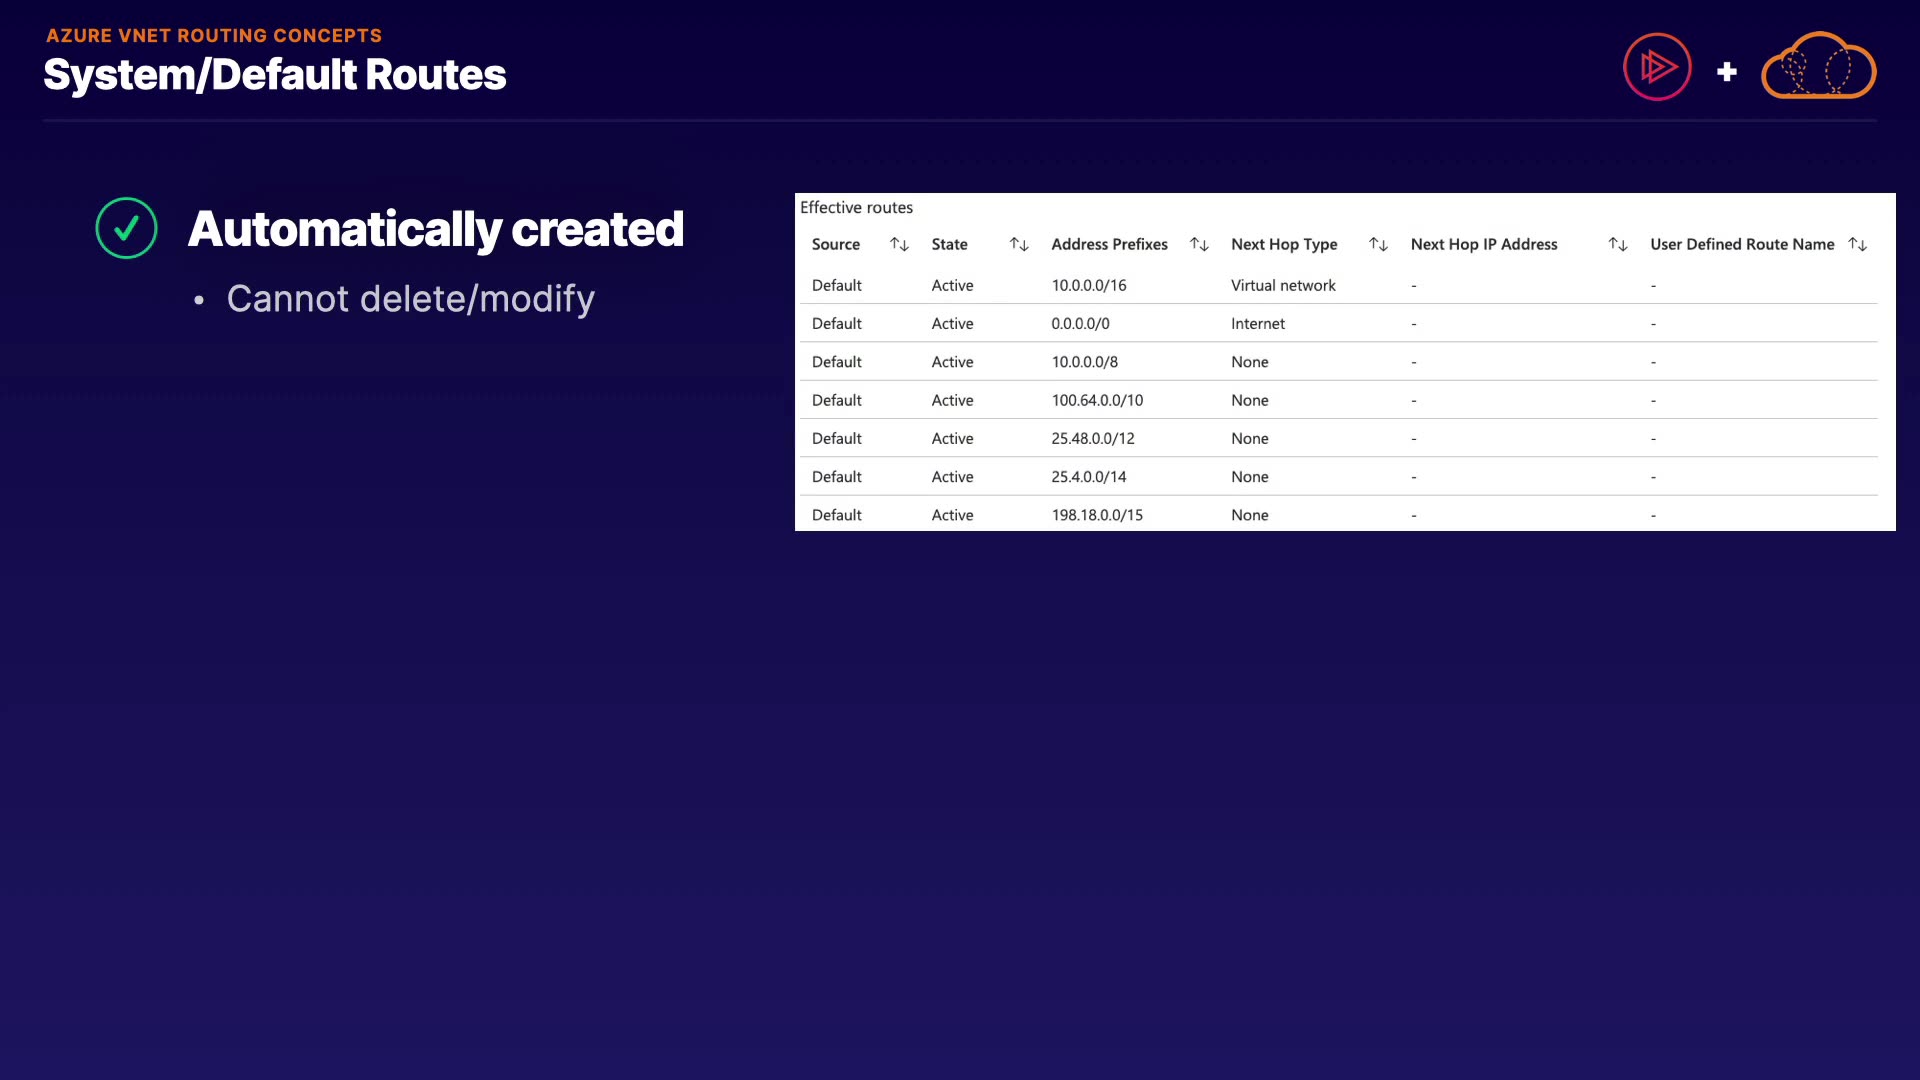 AZURE VNET ROUTING CONCEPTS
System/Default Routes
Automatically created
• Cannot delete/modify
Effective routes
Source State Address Prefixes Next Hop Type Next Hop IP Address User Defined Route Name
Default Active 10.0.0.0/16 Virtual network - -
Default Active 0.0.0.0/0 Internet - -
Default Active 10.0.0.0/8 None - -
Default Active 100.64.0.0/10 None - -
Default Active 25.48.0.0/12 None - -
Default Active 25.4.0.0/14 None - -
Default Active 198.18.0.0/15 None - -